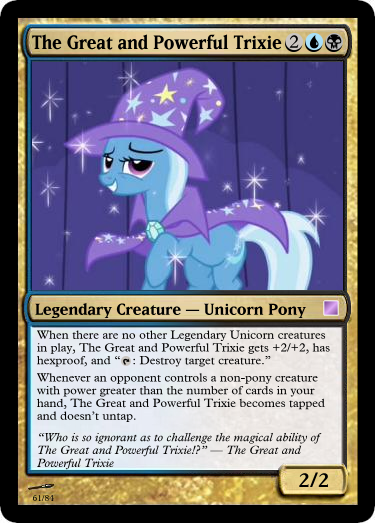 The Great and Powerful Trixie 2
Legendary Creature — Unicorn Pony
When there are no other Legendary Unicorn creatures
in play, The Great and Powerful Trixie gets +2/+2, has
hexproof, and “: Destroy target creature.”
Whenever an opponent controls a non-pony creature
with power greater than the number of cards in your
hand, The Great and Powerful Trixie becomes tapped
and doesn’t untap.
“Who is so ignorant as to challenge the magical ability of
The Great and Powerful Trixie!?” — The Great and
Powerful Trixie
2/2
61/84